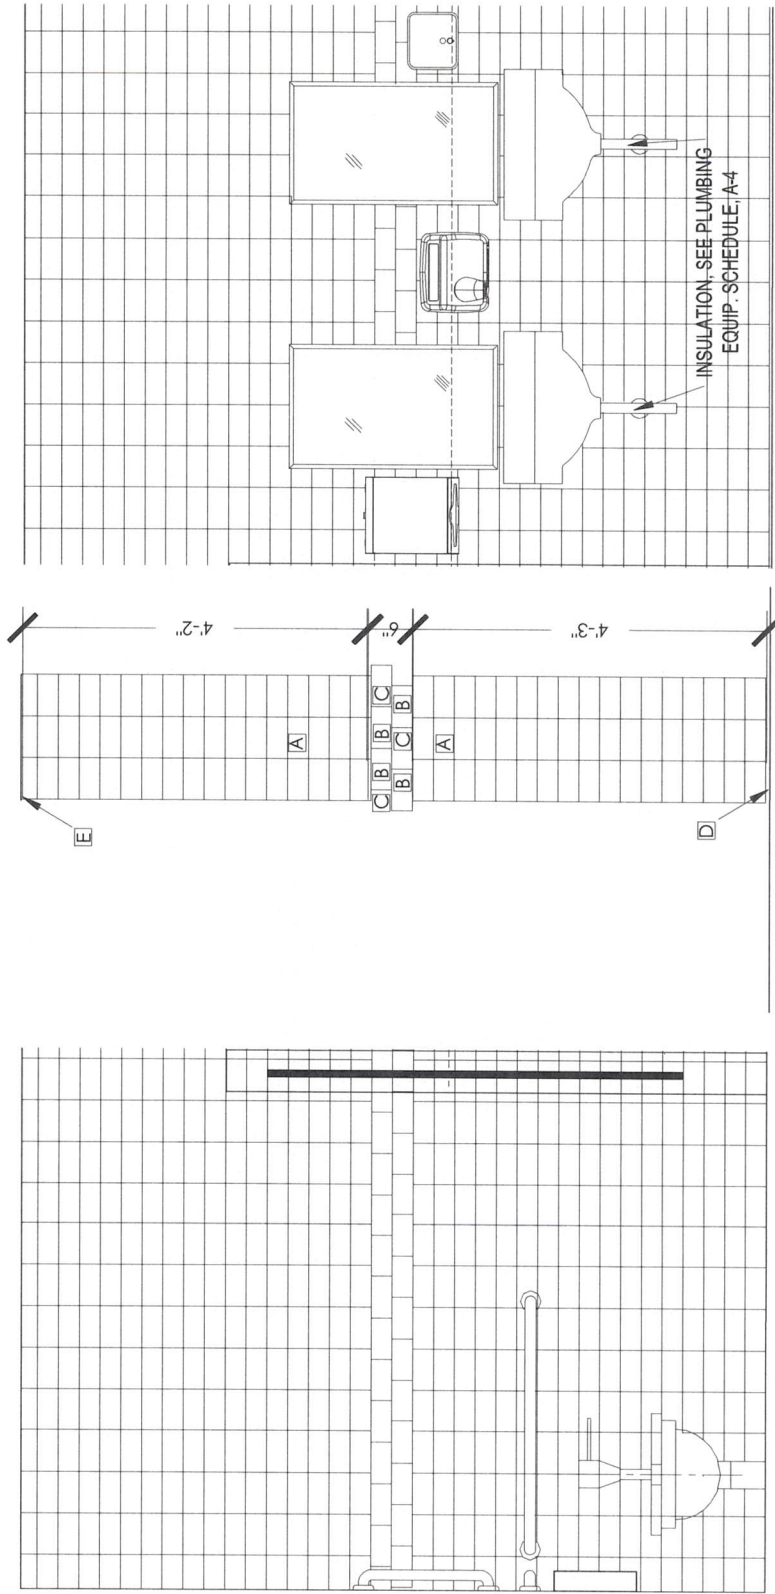 INSULATION, SEE PLUMBING
EQUIP. SCHEDULE, A-4
4'-2"
6"
4'-3"
E
A
C B B C
B C B
A
D